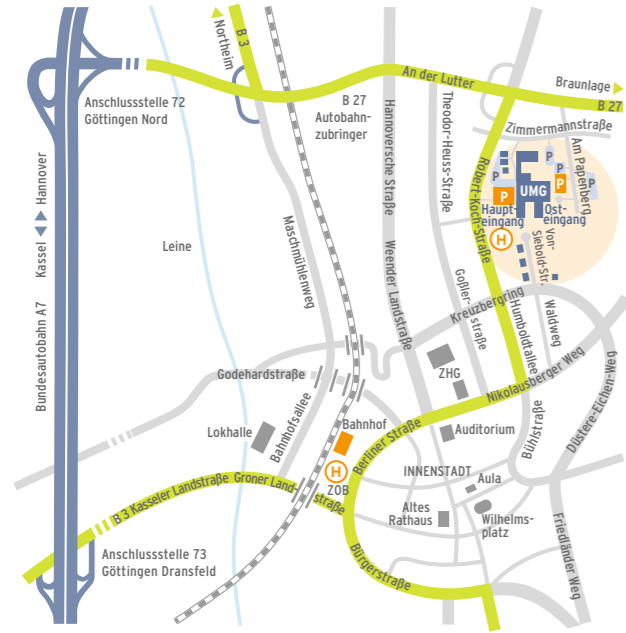 Northeim
B 3
An der Lutter
Braunlage
B 27
Anschlussstelle 72
Göttingen Nord
B 27
Autobahn-
zubringer
Hannoversche Straße
Theodor-Heuss-Straße
Zimmermannstraße
Am Papenberg
Robert-Koch-Straße
P
P
P
P
P
UMG
Haupt-
eingang
Ost-
eingang
H
Von-
Siebold-Str.
Kassel
Hannover
Bundesautobahn A7
Leine
Maschmühlenweg
Weender Landstraße
Goßler-
straße
Kreuzbergring
Humboldtallee
Waldweg
Nikolausberger Weg
Düstere-Eichen-Weg
Godehardstraße
ZHG
Bahnhofsallee
Lokhalle
Bahnhof
Berliner Straße
Auditorium
Bühlstraße
H
ZOB
INNENSTADT
Aula
B 3 Kasseler Landstraße
Groner Land-
straße
Altes
Rathaus
Wilhelms-
platz
Friedländer Weg
Anschlussstelle 73
Göttingen Dransfeld
Bürgerstraße